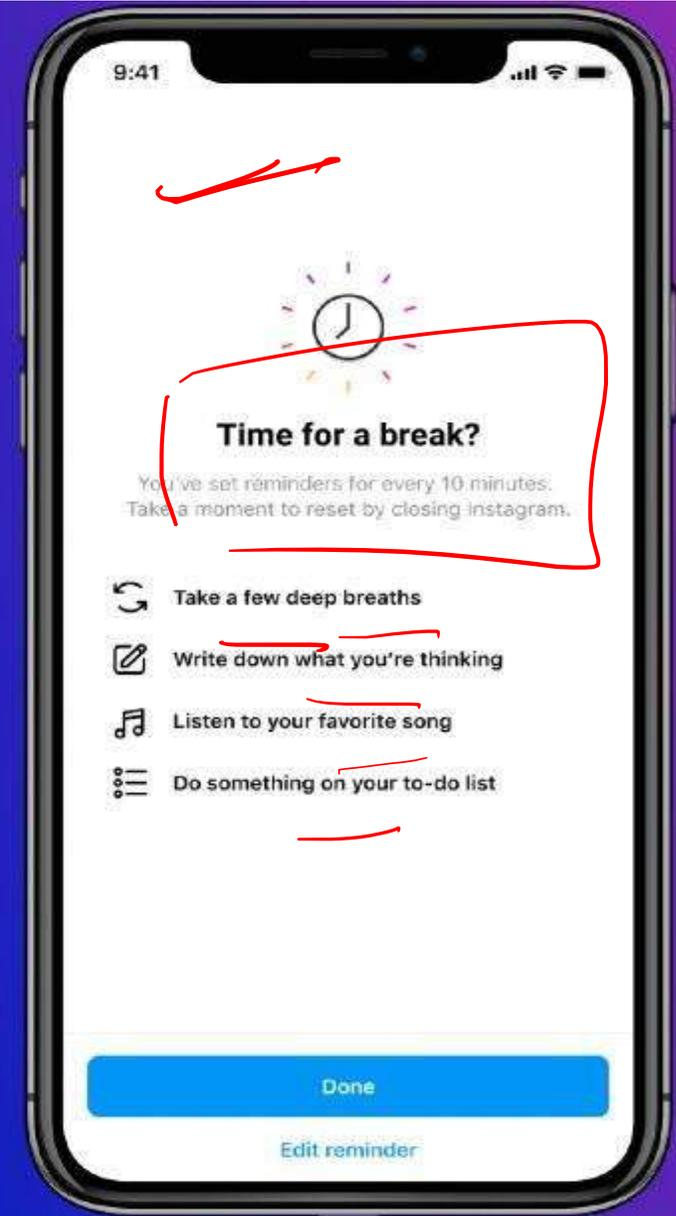 9:41
Time for a break?
You've set reminders for every 10 minutes.
Take a moment to reset by closing Instagram.
Take a few deep breaths
Write down what you're thinking
Listen to your favorite song
Do something on your to-do list
Done
Edit reminder